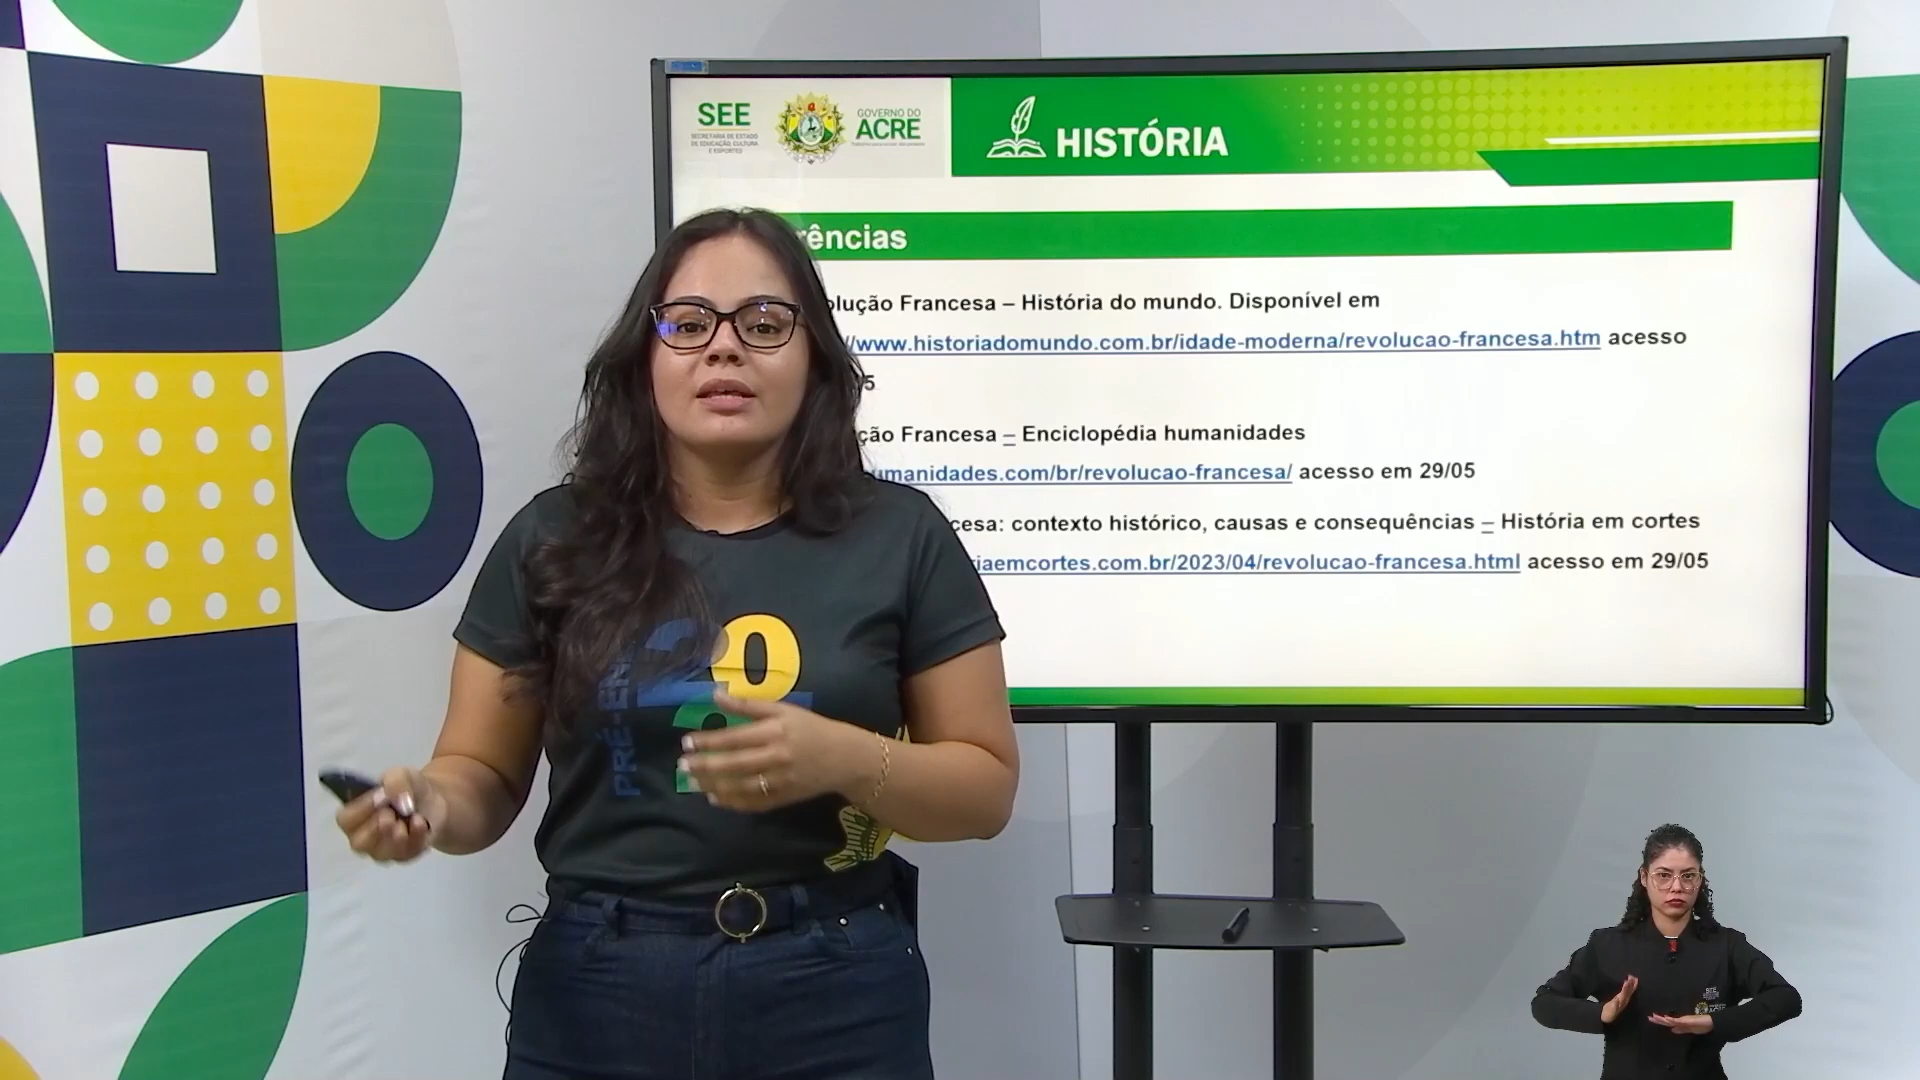 SEE
SECRETARIA DE ESTADO
DE EDUCAÇÃO, CULTURA
E ESPORTES
GOVERNO DO
ACRE
HISTÓRIA
rências
olução Francesa – História do mundo. Disponível em
//www.historiadomundo.com.br/idade-moderna/revolucao-francesa.htm acesso
5
ção Francesa – Enciclopédia humanidades
umanidades.com/br/revolucao-francesa/ acesso em 29/05
cesa: contexto histórico, causas e consequências – História em cortes
iaemcortes.com.br/2023/04/revolucao-francesa.html acesso em 29/05
PRÉ-EN
202
SEE
ACRE